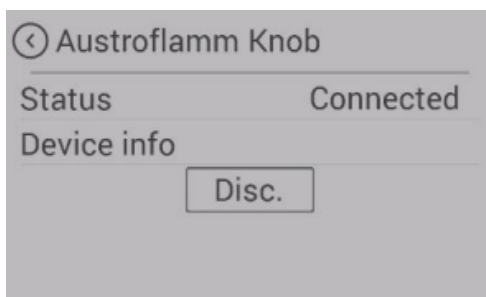 Austroflamm Knob
Status Connected
Device info
Disc.